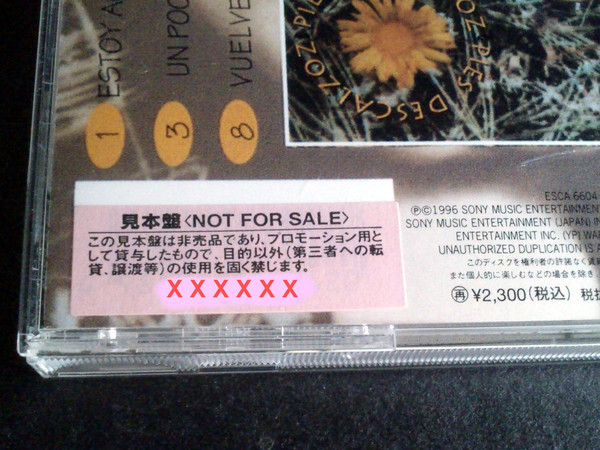 1 ESTOY A
3 UN POC
8 VUELVE
DESCALZOZ PIES
見本盤〈NOT FOR SALE〉
この見本盤は非売品であり、プロモーション用と
して貸与したもので、目的以外(第三者への転
貸、譲渡等)の使用を固く禁じます。
XXXXXX
ESCA 6604
Ⓟ©1996 SONY MUSIC ENTERTAINMENT
SONY MUSIC ENTERTAINMENT (JAPAN) IN
ENTERTAINMENT INC. (YP) WA
UNAUTHORIZED DUPLICATION IS A
このディスクを権利者の許諾なく賃
また個人的に楽しむなどの場合を除き
㊞ ¥2,300(税込) 税抜